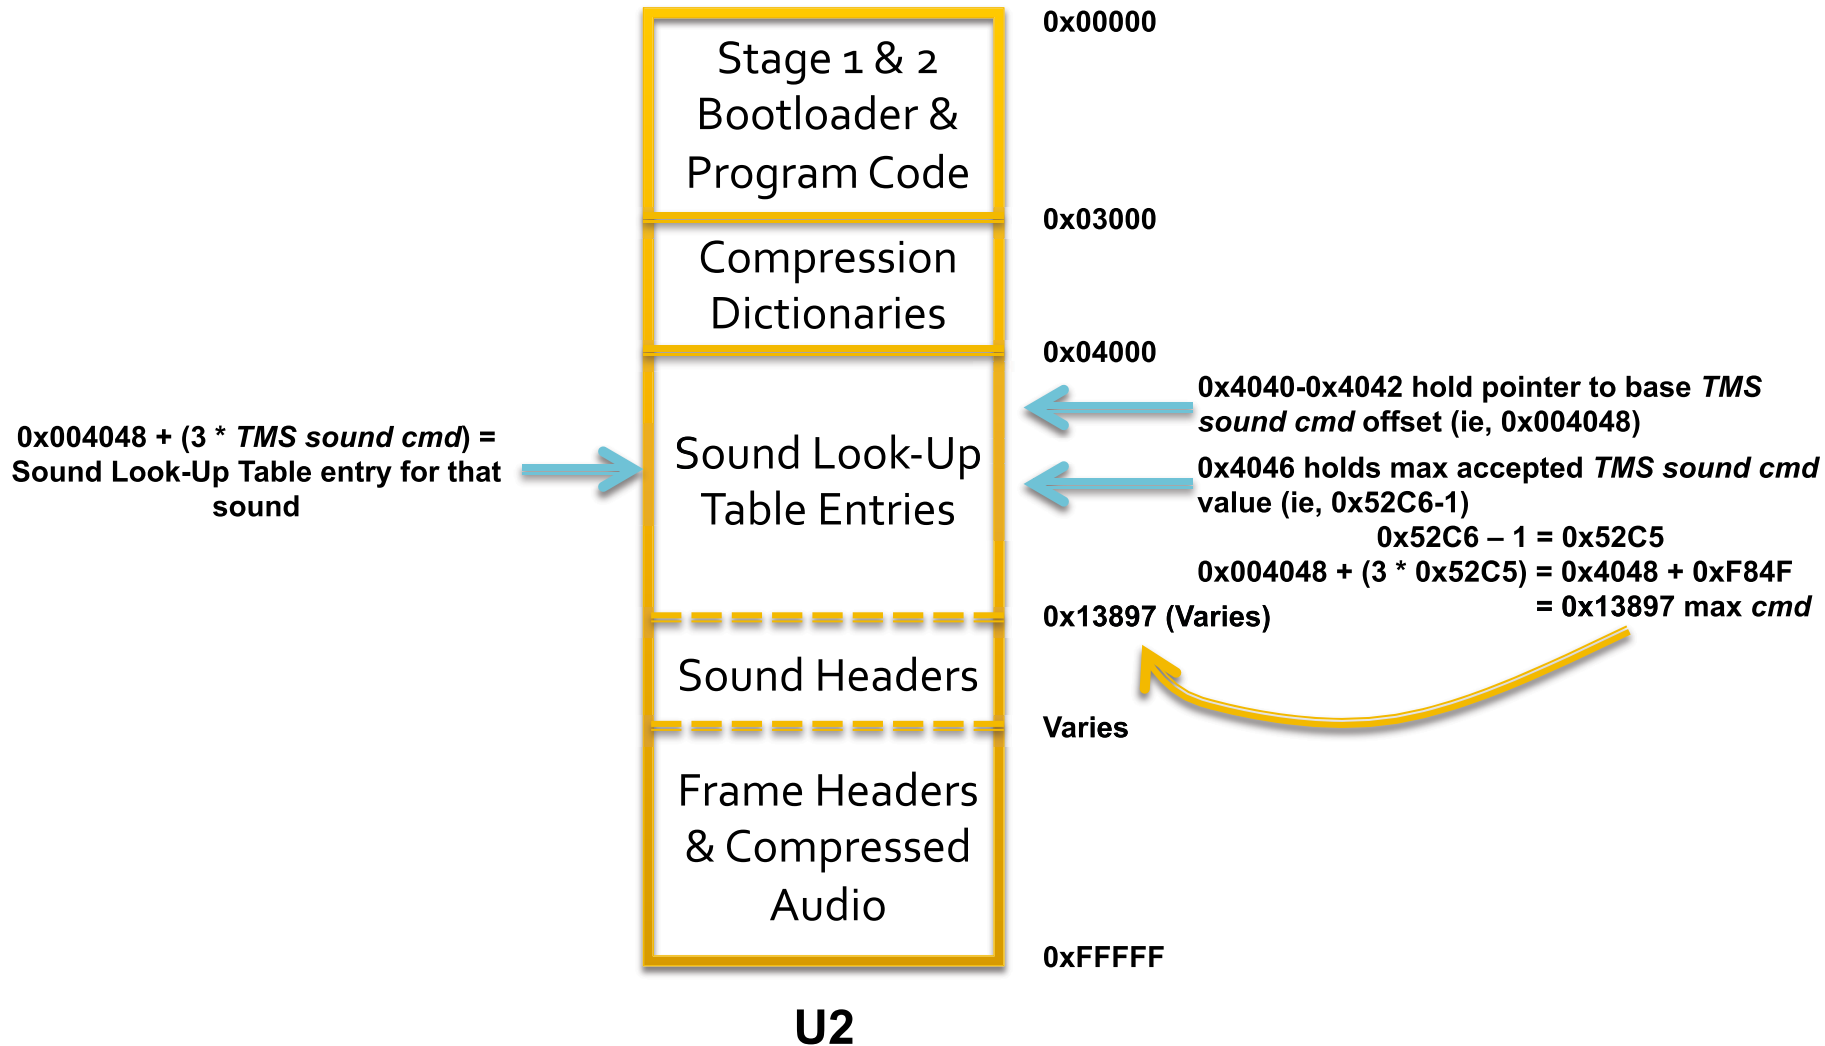 0x00000
Stage 1 & 2
Bootloader &
Program Code
0x03000
Compression
Dictionaries
0x04000
0x4040-0x4042 hold pointer to base TMS
sound cmd offset (ie, 0x004048)
0x004048 + (3 * TMS sound cmd) =
Sound Look-Up Table entry for that
sound
Sound Look-Up
Table Entries
0x4046 holds max accepted TMS sound cmd
value (ie, 0x52C6-1)
0x52C6 – 1 = 0x52C5
0x004048 + (3 * 0x52C5) = 0x4048 + 0xF84F
= 0x13897 max cmd
0x13897 (Varies)
Sound Headers
Varies
Frame Headers
& Compressed
Audio
0xFFFFF
U2